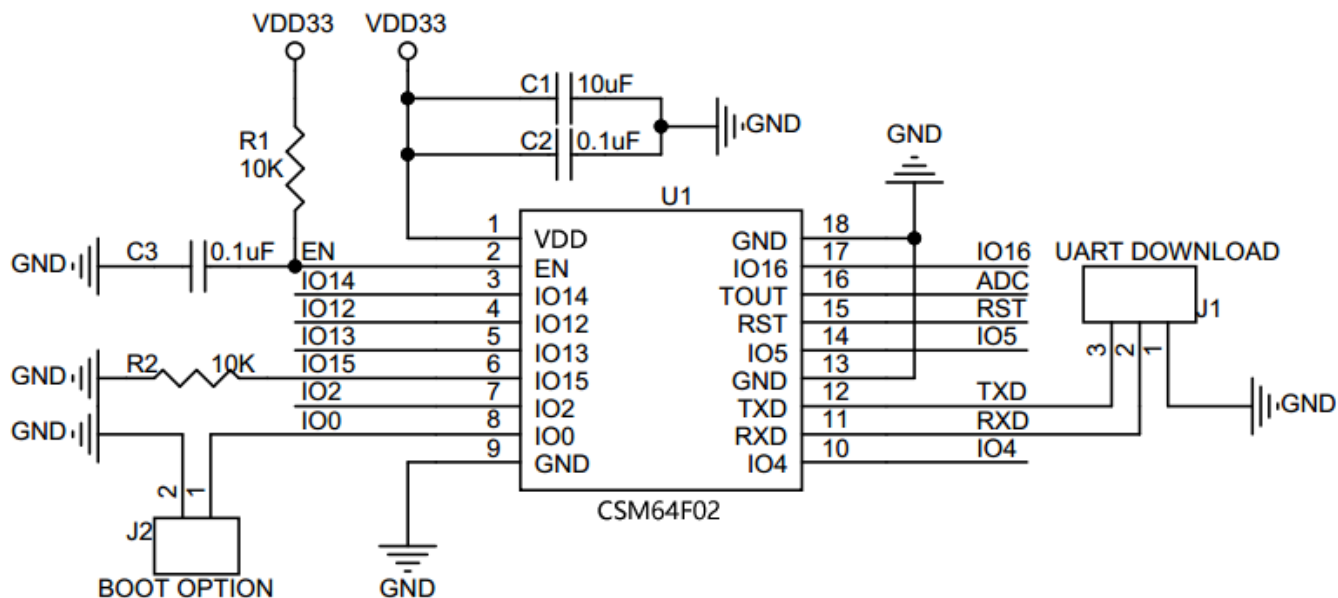 VDD33 VDD33
C1 10uF
GND
C2 0.1uF
R1
10K
GND
U1
GND C3 0.1uF EN
1 VDD
2 EN
IO14 3 IO14
IO12 4 IO12
IO13 5 IO13
GND R2 10K IO15 6 IO15
IO2 7 IO2
GND IO0 8 IO0
9 GND
GND 18
IO16 17 IO16
TOUT 16 ADC
RST 15 RST
IO5 14 IO5
GND 13
TXD 12 TXD
RXD 11 RXD
IO4 10 IO4
UART DOWNLOAD
J1
3 2 1
GND
CSM64F02
2 1
J2
BOOT OPTION
GND